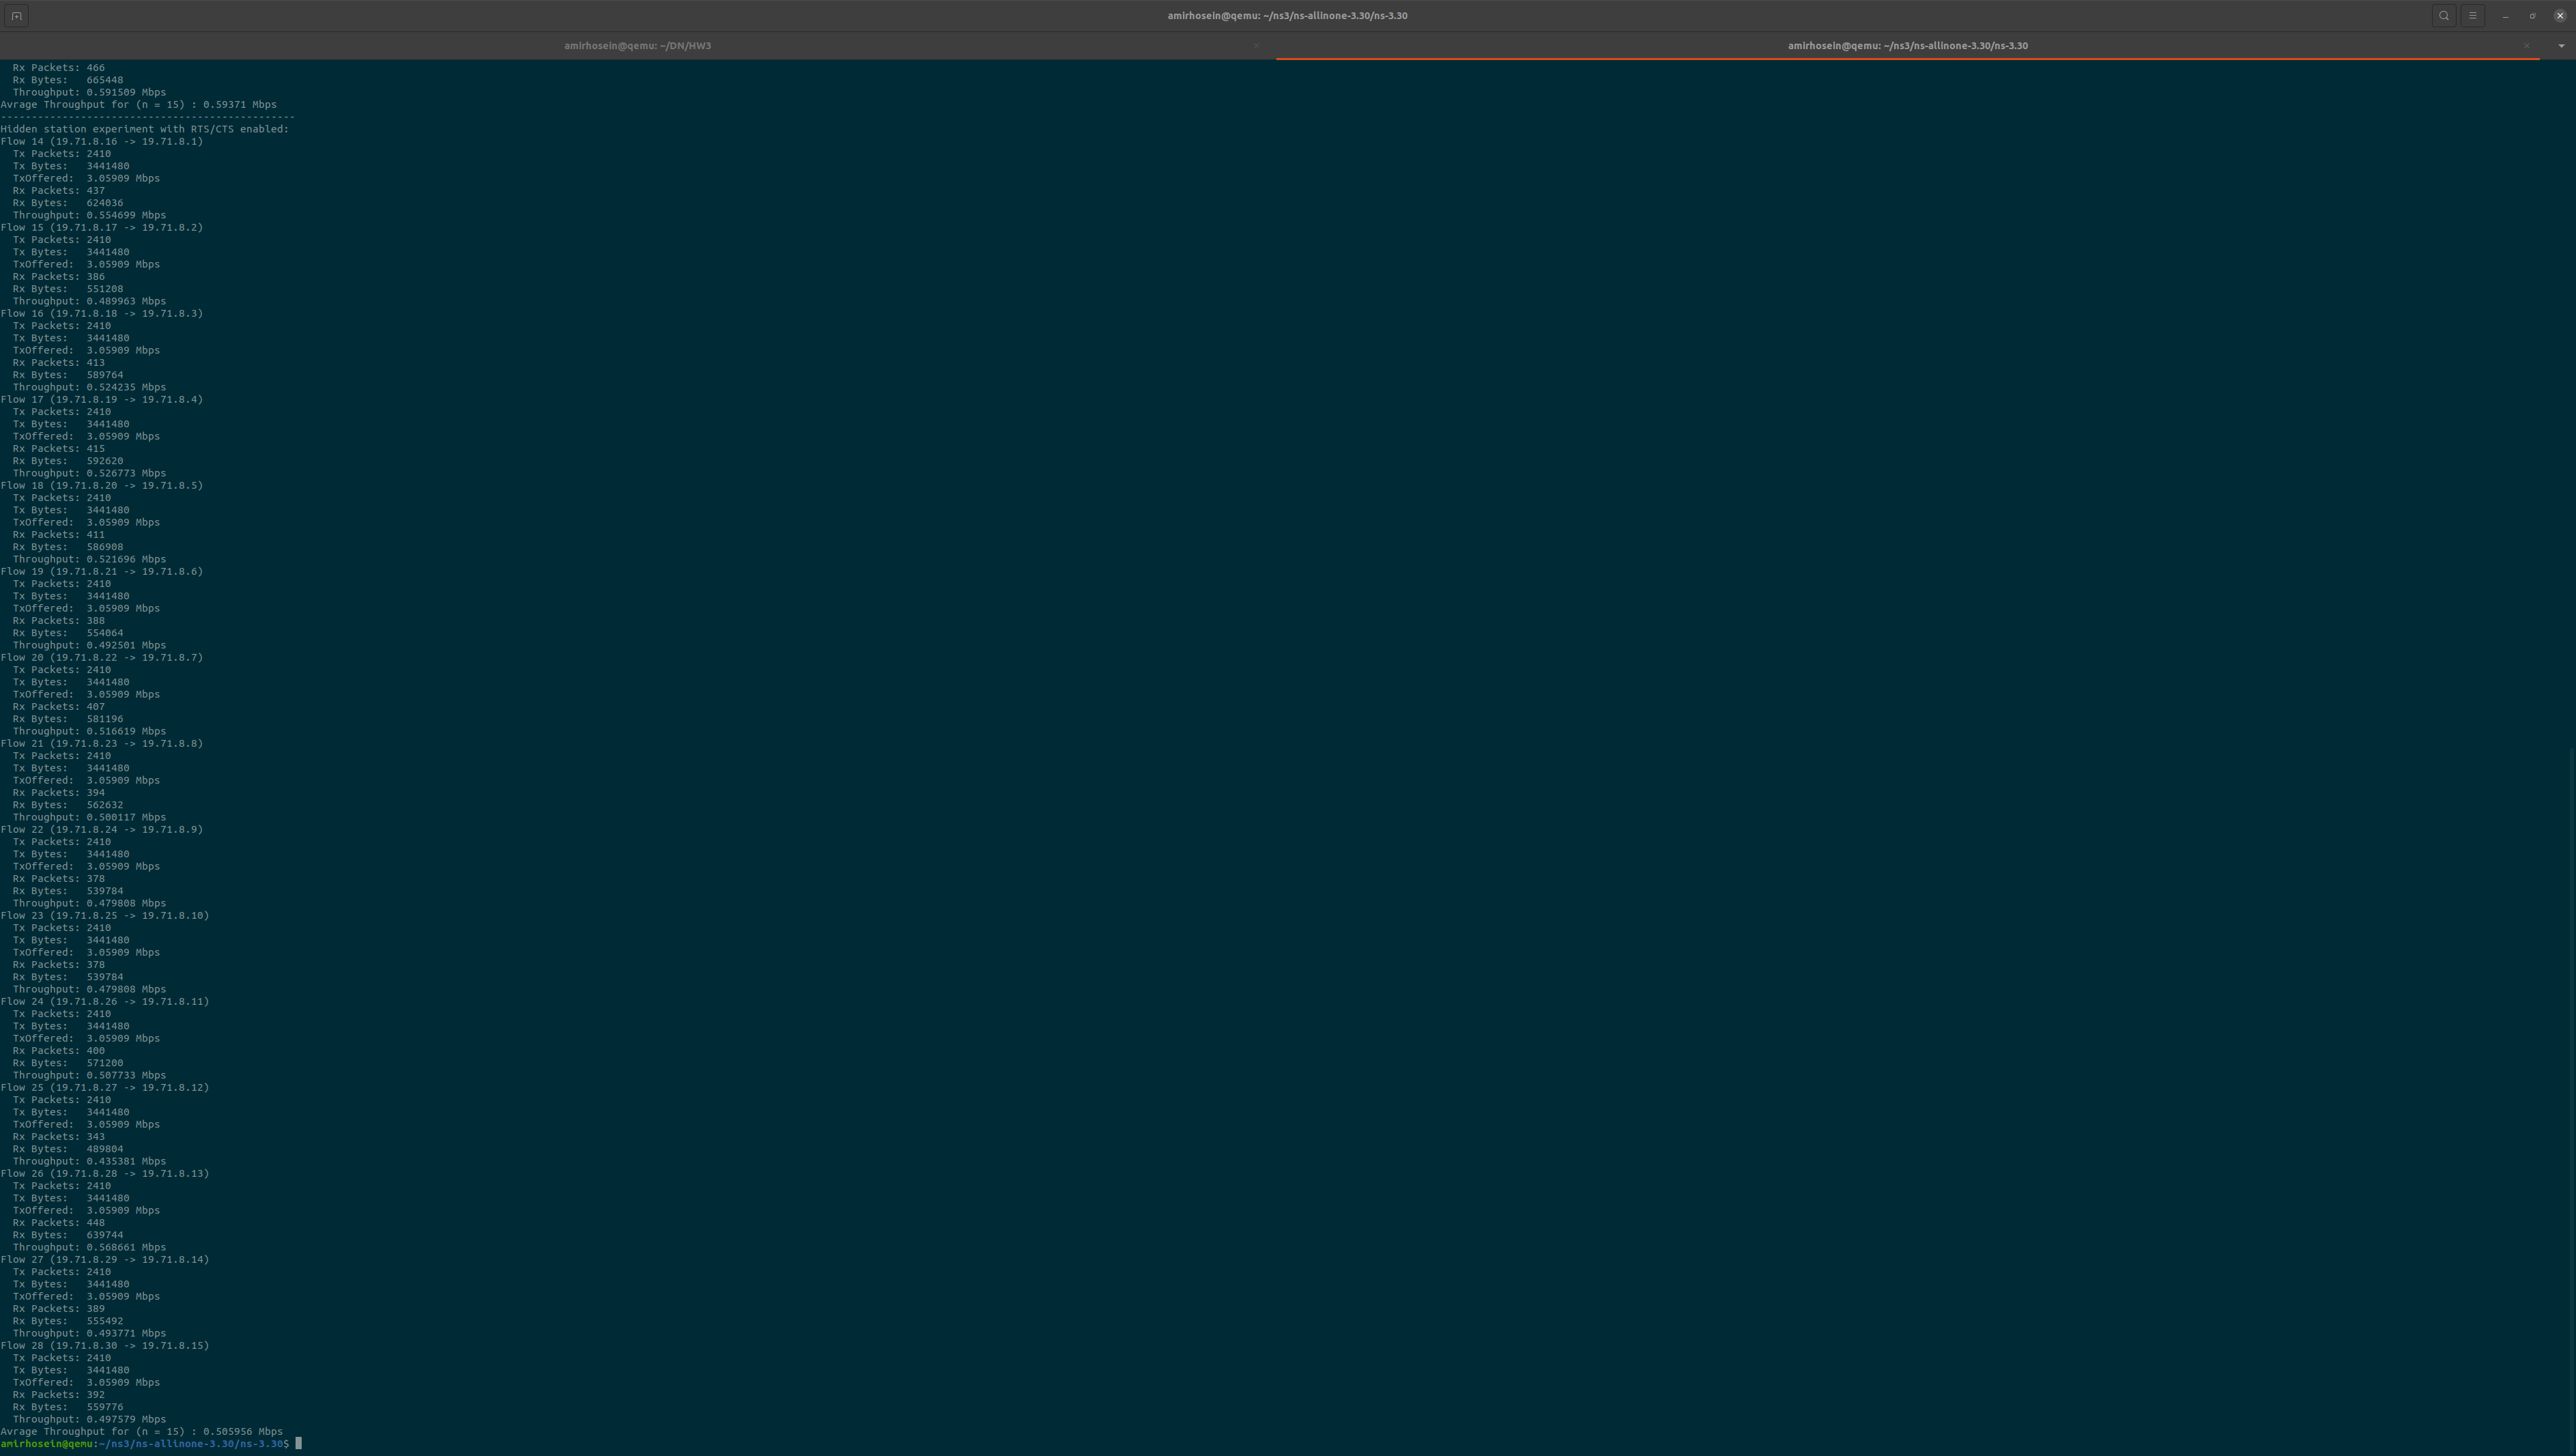 amirhosein@qemu: ~/ns3/ns-allinone-3.30/ns-3.30
amirhosein@qemu: ~/DN/HW3
amirhosein@qemu: ~/ns3/ns-allinone-3.30/ns-3.30
Rx Packets: 466
Rx Bytes: 665448
Throughput: 0.591509 Mbps
Avrage Throughput for (n = 15) : 0.59371 Mbps
------------------------------------------------
Hidden station experiment with RTS/CTS enabled:
Flow 14 (19.71.8.16 -> 19.71.8.1)
Tx Packets: 2410
Tx Bytes: 3441480
TxOffered: 3.05909 Mbps
Rx Packets: 437
Rx Bytes: 624036
Throughput: 0.554699 Mbps
Flow 15 (19.71.8.17 -> 19.71.8.2)
Tx Packets: 2410
Tx Bytes: 3441480
TxOffered: 3.05909 Mbps
Rx Packets: 386
Rx Bytes: 551208
Throughput: 0.489963 Mbps
Flow 16 (19.71.8.18 -> 19.71.8.3)
Tx Packets: 2410
Tx Bytes: 3441480
TxOffered: 3.05909 Mbps
Rx Packets: 413
Rx Bytes: 589764
Throughput: 0.524235 Mbps
Flow 17 (19.71.8.19 -> 19.71.8.4)
Tx Packets: 2410
Tx Bytes: 3441480
TxOffered: 3.05909 Mbps
Rx Packets: 415
Rx Bytes: 592620
Throughput: 0.526773 Mbps
Flow 18 (19.71.8.20 -> 19.71.8.5)
Tx Packets: 2410
Tx Bytes: 3441480
TxOffered: 3.05909 Mbps
Rx Packets: 411
Rx Bytes: 586908
Throughput: 0.521696 Mbps
Flow 19 (19.71.8.21 -> 19.71.8.6)
Tx Packets: 2410
Tx Bytes: 3441480
TxOffered: 3.05909 Mbps
Rx Packets: 388
Rx Bytes: 554064
Throughput: 0.492501 Mbps
Flow 20 (19.71.8.22 -> 19.71.8.7)
Tx Packets: 2410
Tx Bytes: 3441480
TxOffered: 3.05909 Mbps
Rx Packets: 407
Rx Bytes: 581196
Throughput: 0.516619 Mbps
Flow 21 (19.71.8.23 -> 19.71.8.8)
Tx Packets: 2410
Tx Bytes: 3441480
TxOffered: 3.05909 Mbps
Rx Packets: 394
Rx Bytes: 562632
Throughput: 0.500117 Mbps
Flow 22 (19.71.8.24 -> 19.71.8.9)
Tx Packets: 2410
Tx Bytes: 3441480
TxOffered: 3.05909 Mbps
Rx Packets: 378
Rx Bytes: 539784
Throughput: 0.479808 Mbps
Flow 23 (19.71.8.25 -> 19.71.8.10)
Tx Packets: 2410
Tx Bytes: 3441480
TxOffered: 3.05909 Mbps
Rx Packets: 378
Rx Bytes: 539784
Throughput: 0.479808 Mbps
Flow 24 (19.71.8.26 -> 19.71.8.11)
Tx Packets: 2410
Tx Bytes: 3441480
TxOffered: 3.05909 Mbps
Rx Packets: 400
Rx Bytes: 571200
Throughput: 0.507733 Mbps
Flow 25 (19.71.8.27 -> 19.71.8.12)
Tx Packets: 2410
Tx Bytes: 3441480
TxOffered: 3.05909 Mbps
Rx Packets: 343
Rx Bytes: 489804
Throughput: 0.435381 Mbps
Flow 26 (19.71.8.28 -> 19.71.8.13)
Tx Packets: 2410
Tx Bytes: 3441480
TxOffered: 3.05909 Mbps
Rx Packets: 448
Rx Bytes: 639744
Throughput: 0.568661 Mbps
Flow 27 (19.71.8.29 -> 19.71.8.14)
Tx Packets: 2410
Tx Bytes: 3441480
TxOffered: 3.05909 Mbps
Rx Packets: 389
Rx Bytes: 555492
Throughput: 0.493771 Mbps
Flow 28 (19.71.8.30 -> 19.71.8.15)
Tx Packets: 2410
Tx Bytes: 3441480
TxOffered: 3.05909 Mbps
Rx Packets: 392
Rx Bytes: 559776
Throughput: 0.497579 Mbps
Avrage Throughput for (n = 15) : 0.505956 Mbps
amirhosein@qemu:~/ns3/ns-allinone-3.30/ns-3.30$